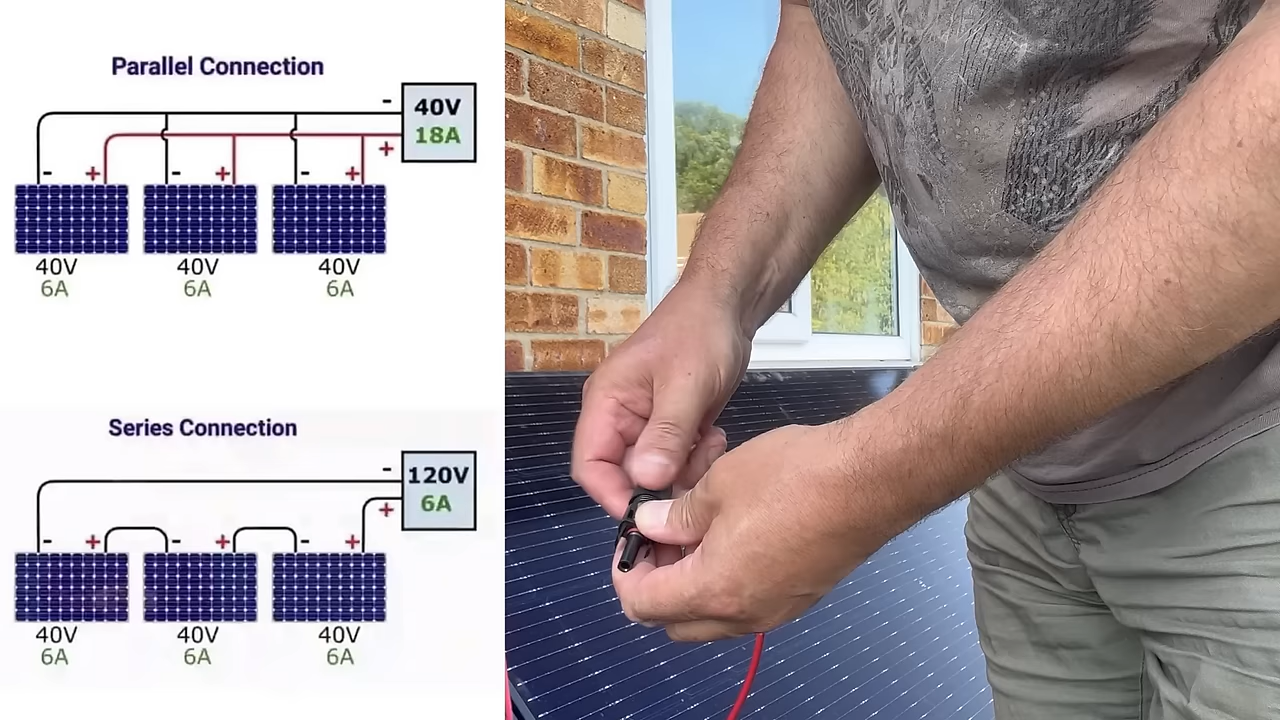 Parallel Connection
-
40V
18A
+
- + - + - +
40V 40V 40V
6A 6A 6A
Series Connection
-
120V
6A
+
- + - + - +
40V 40V 40V
6A 6A 6A